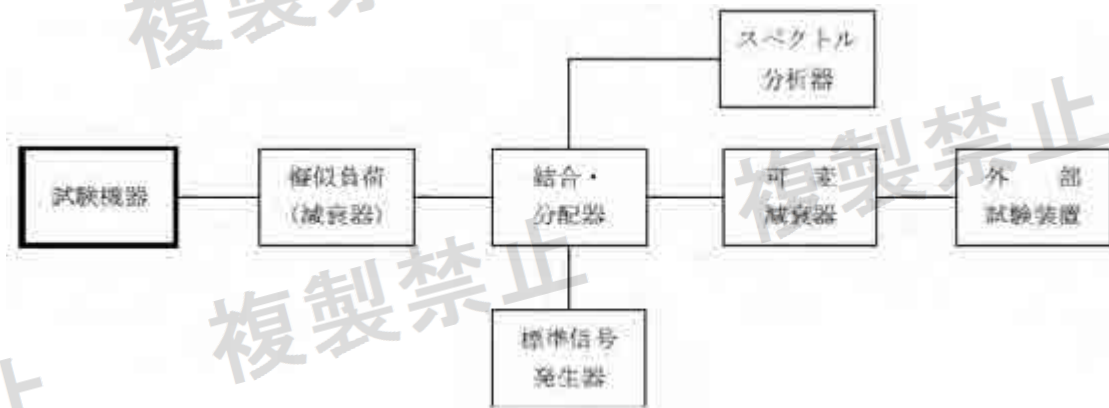 複製禁止
スペクトル
分析器
試験機器
擬似負荷
(減衰器)
結合・
分配器
可変
減衰器
外部
試験装置
複製禁止
複製禁止
標準信号
発生器
止